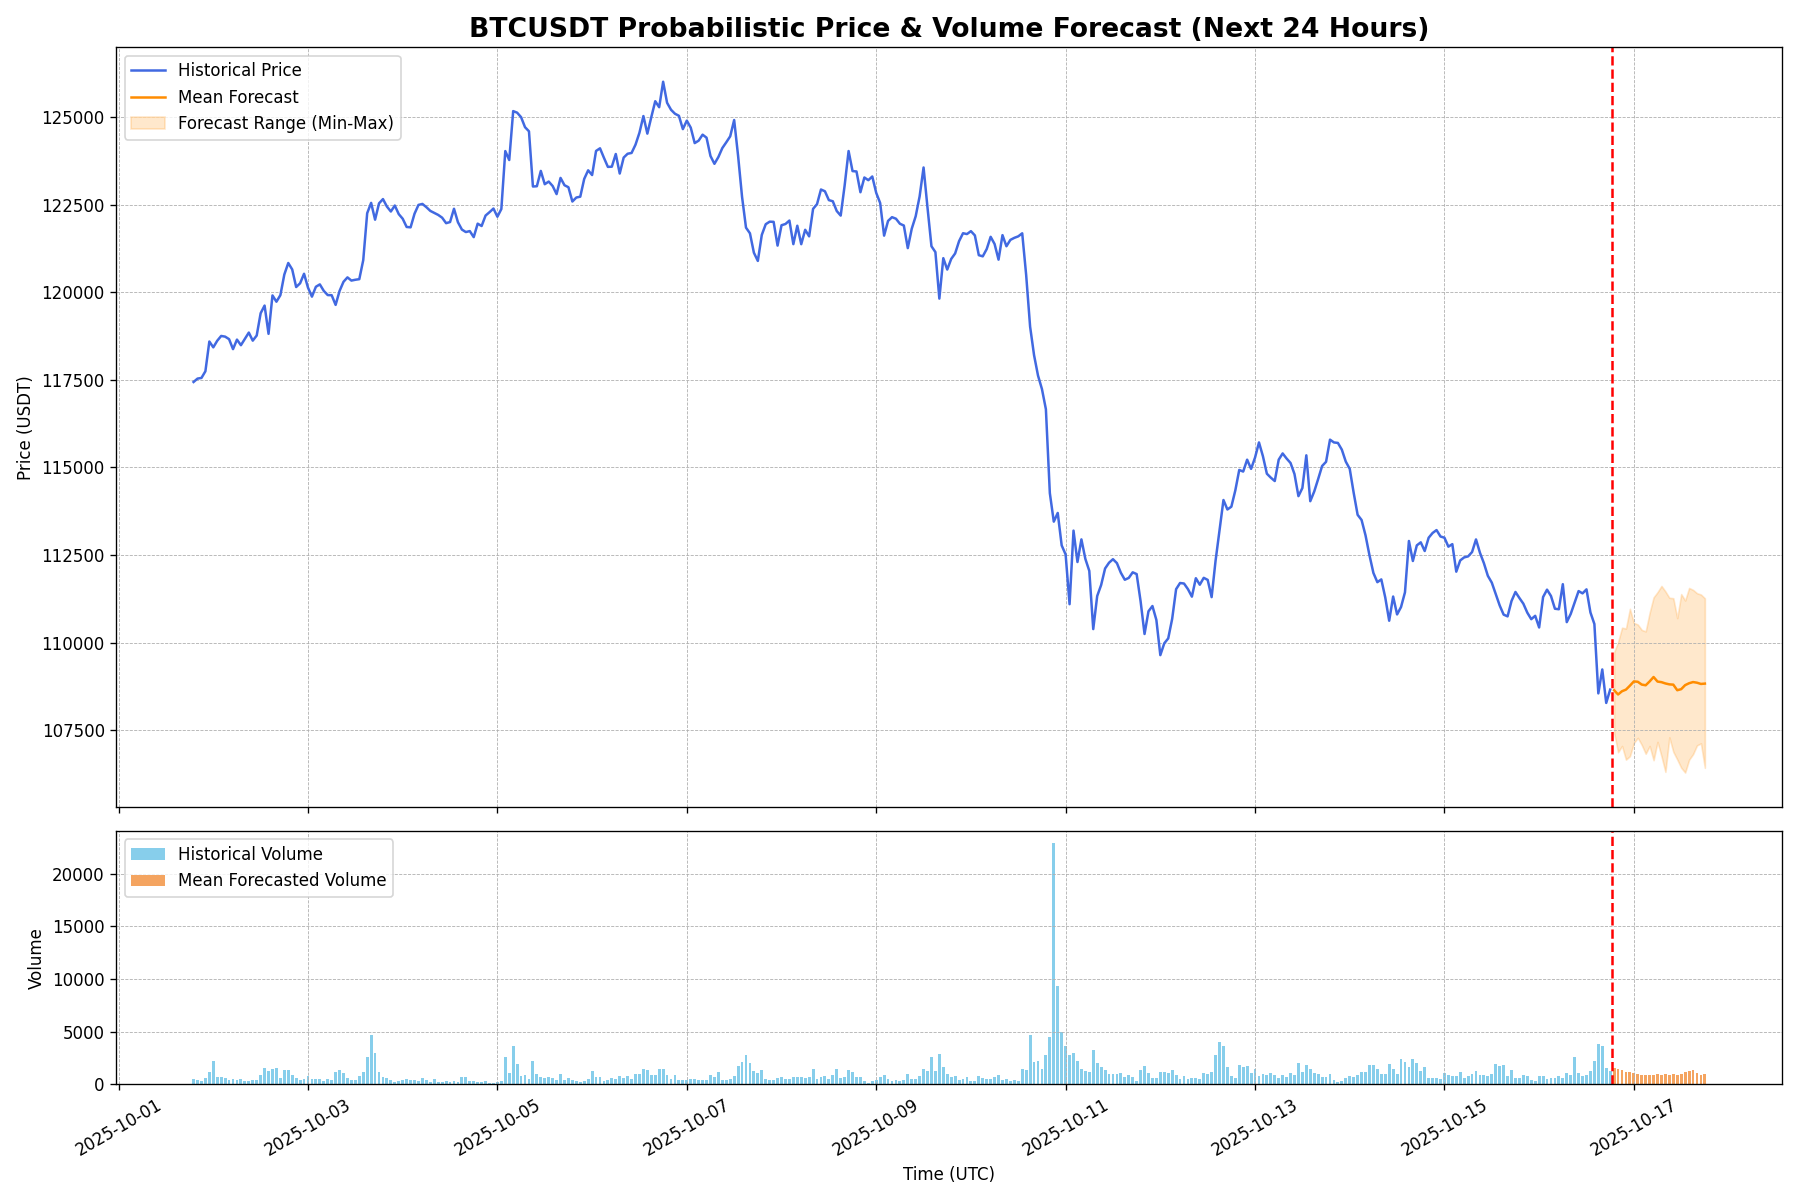 BTCUSDT Probabilistic Price & Volume Forecast (Next 24 Hours)
Historical Price
Mean Forecast
Forecast Range (Min-Max)
Price (USDT)
125000
122500
120000
117500
115000
112500
110000
107500
Historical Volume
Mean Forecasted Volume
Volume
20000
15000
10000
5000
0
2025-10-01
2025-10-03
2025-10-05
2025-10-07
2025-10-09
2025-10-11
2025-10-13
2025-10-15
2025-10-17
Time (UTC)